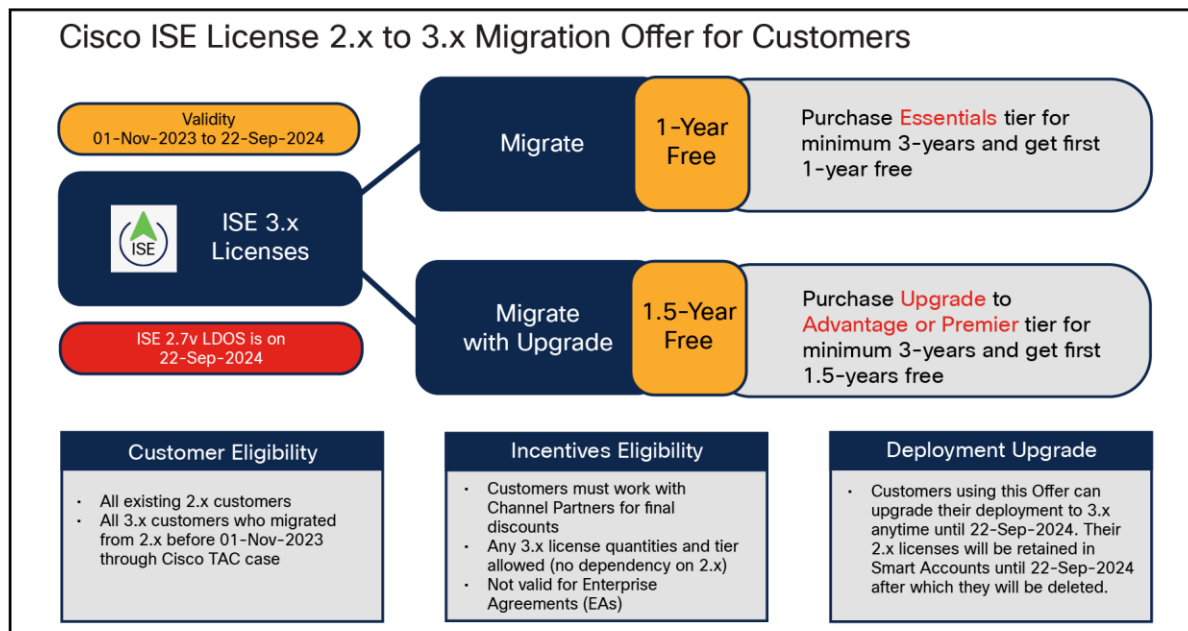 Cisco ISE License 2.x to 3.x Migration Offer for Customers
Validity
01-Nov-2023 to 22-Sep-2024
ISE
ISE 3.x
Licenses
ISE 2.7v LDOS is on
22-Sep-2024
Migrate
1-Year
Free
Purchase Essentials tier for
minimum 3-years and get first
1-year free
Migrate
with Upgrade
1.5-Year
Free
Purchase Upgrade to
Advantage or Premier tier for
minimum 3-years and get first
1.5-years free
Customer Eligibility
· All existing 2.x customers
· All 3.x customers who migrated
from 2.x before 01-Nov-2023
through Cisco TAC case
Incentives Eligibility
· Customers must work with
Channel Partners for final
discounts
· Any 3.x license quantities and tier
allowed (no dependency on 2.x)
· Not valid for Enterprise
Agreements (EAs)
Deployment Upgrade
· Customers using this Offer can
upgrade their deployment to 3.x
anytime until 22-Sep-2024. Their
2.x licenses will be retained in
Smart Accounts until 22-Sep-2024
after which they will be deleted.